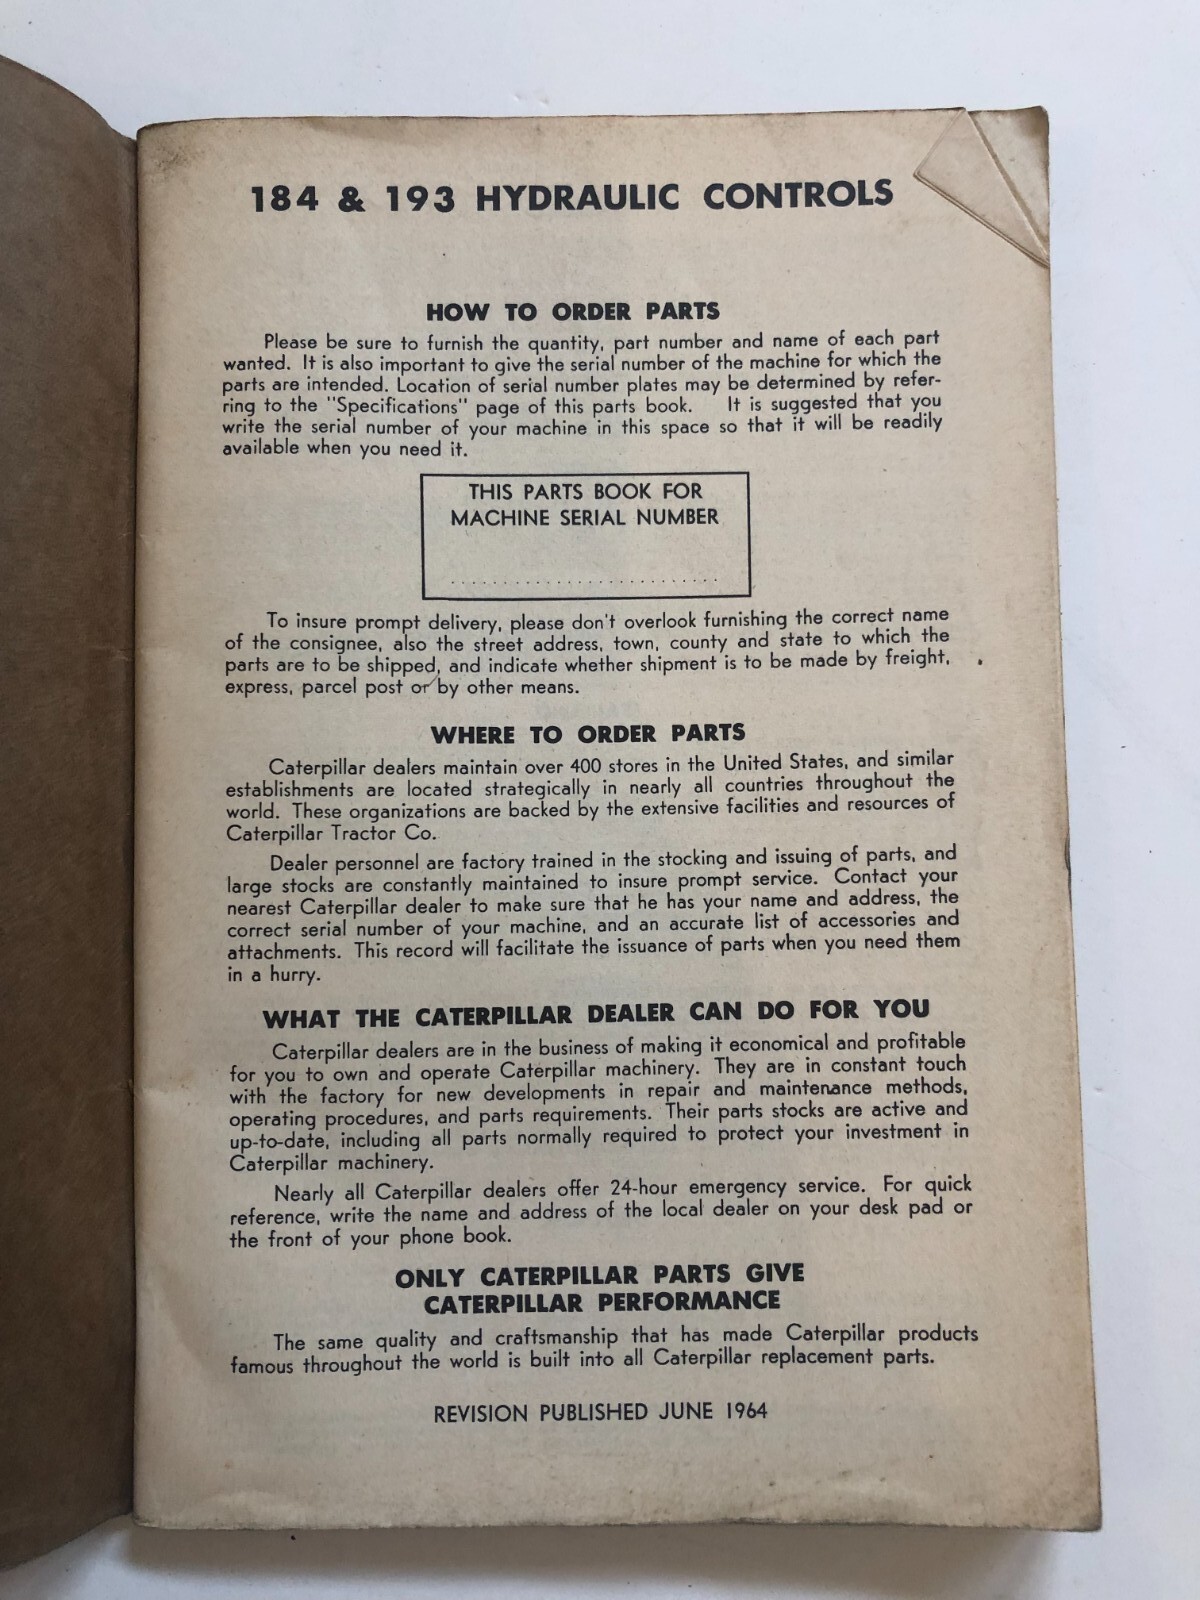 184 & 193 HYDRAULIC CONTROLS
HOW TO ORDER PARTS
Please be sure to furnish the quantity, part number and name of each part
wanted. It is also important to give the serial number of the machine for which the
parts are intended. Location of serial number plates may be determined by refer-
ring to the "Specifications" page of this parts book. It is suggested that you
write the serial number of your machine in this space so that it will be readily
available when you need it.
THIS PARTS BOOK FOR
MACHINE SERIAL NUMBER
..........................
To insure prompt delivery, please don't overlook furnishing the correct name
of the consignee, also the street address, town, county and state to which the
parts are to be shipped, and indicate whether shipment is to be made by freight,
express, parcel post or by other means.
WHERE TO ORDER PARTS
Caterpillar dealers maintain over 400 stores in the United States, and similar
establishments are located strategically in nearly all countries throughout the
world. These organizations are backed by the extensive facilities and resources of
Caterpillar Tractor Co.
Dealer personnel are factory trained in the stocking and issuing of parts, and
large stocks are constantly maintained to insure prompt service. Contact your
nearest Caterpillar dealer to make sure that he has your name and address, the
correct serial number of your machine, and an accurate list of accessories and
attachments. This record will facilitate the issuance of parts when you need them
in a hurry.
WHAT THE CATERPILLAR DEALER CAN DO FOR YOU
Caterpillar dealers are in the business of making it economical and profitable
for you to own and operate Caterpillar machinery. They are in constant touch
with the factory for new developments in repair and maintenance methods,
operating procedures, and parts requirements. Their parts stocks are active and
up-to-date, including all parts normally required to protect your investment in
Caterpillar machinery.
Nearly all Caterpillar dealers offer 24-hour emergency service. For quick
reference, write the name and address of the local dealer on your desk pad or
the front of your phone book.
ONLY CATERPILLAR PARTS GIVE
CATERPILLAR PERFORMANCE
The same quality and craftsmanship that has made Caterpillar products
famous throughout the world is built into all Caterpillar replacement parts.
REVISION PUBLISHED JUNE 1964